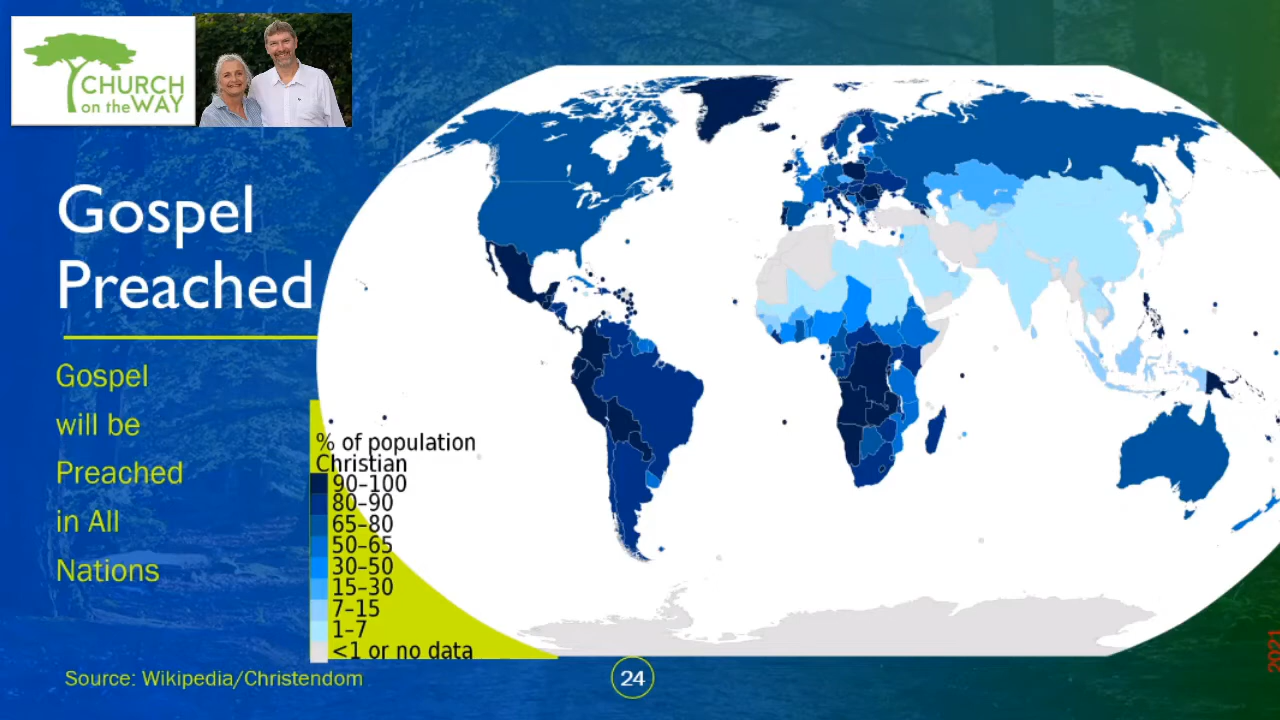 CHURCH
on the WAY
Gospel
Preached
Gospel
will be
Preached
in All
Nations
% of population
Christian
90–100
80–90
65–80
50–65
30–50
15–30
7–15
1–7
<1 or no data
Source: Wikipedia/Christendom
24
2021